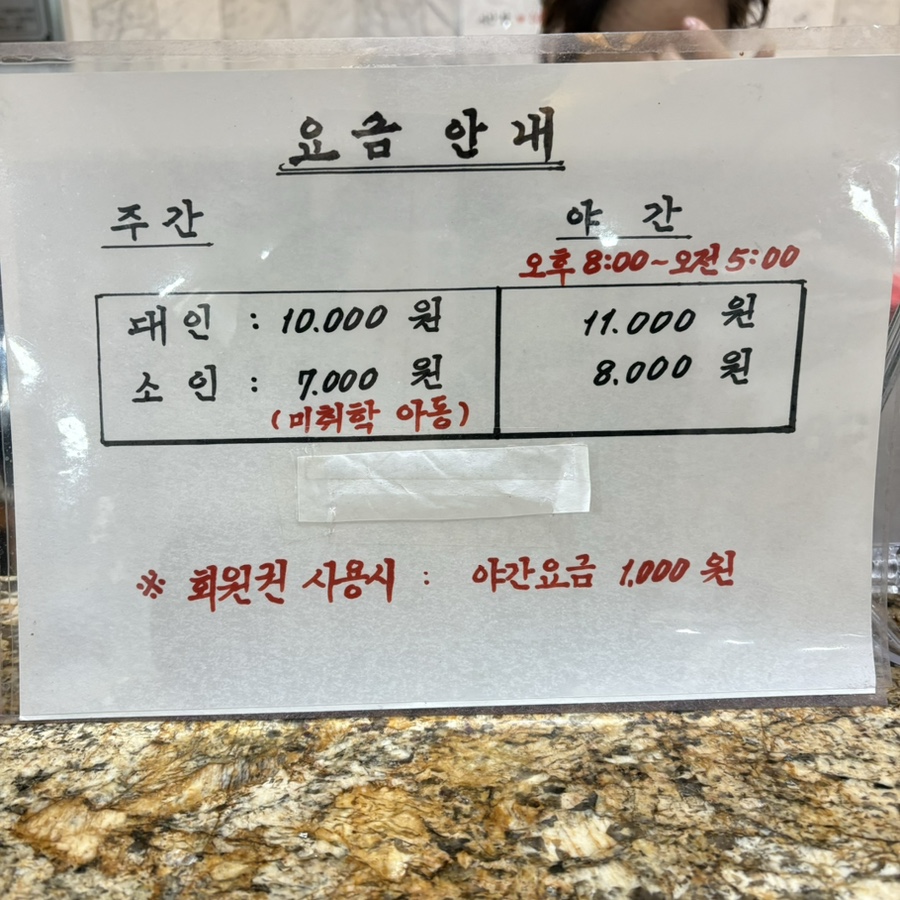 요금 안내
주간 야간
오후 8:00~오전 5:00
대인 : 10.000 원 11.000 원
소인 : 7.000 원 8.000 원
(미취학 아동)
※ 회원권 사용시 : 야간요금 1,000 원